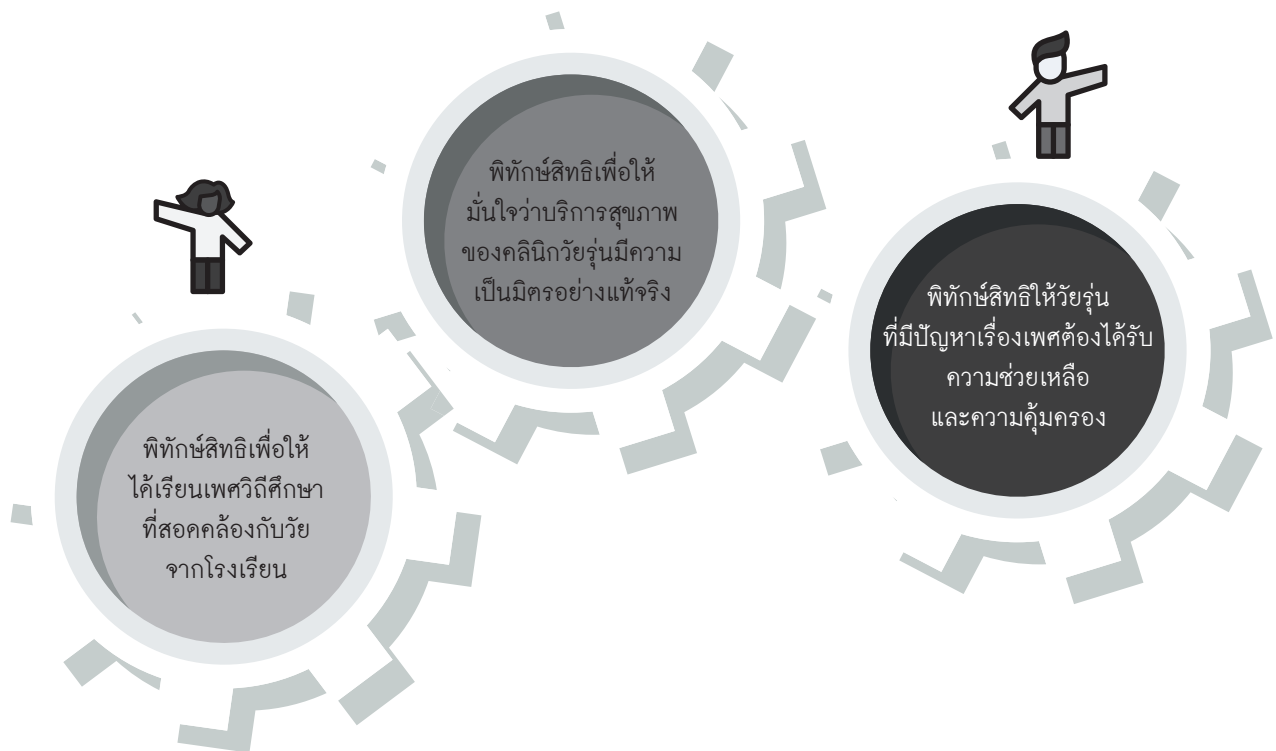 พิทักษ์สิทธิเพื่อให้
ได้เรียนเพศวิถีศึกษา
ที่สอดคล้องกับวัย
จากโรงเรียน
พิทักษ์สิทธิเพื่อให้
มั่นใจว่าบริการสุขภาพ
ของคลินิกวัยรุ่นมีความ
เป็นมิตรอย่างแท้จริง
พิทักษ์สิทธิให้วัยรุ่น
ที่มีปัญหาเรื่องเพศต้องได้รับ
ความช่วยเหลือ
และความคุ้มครอง